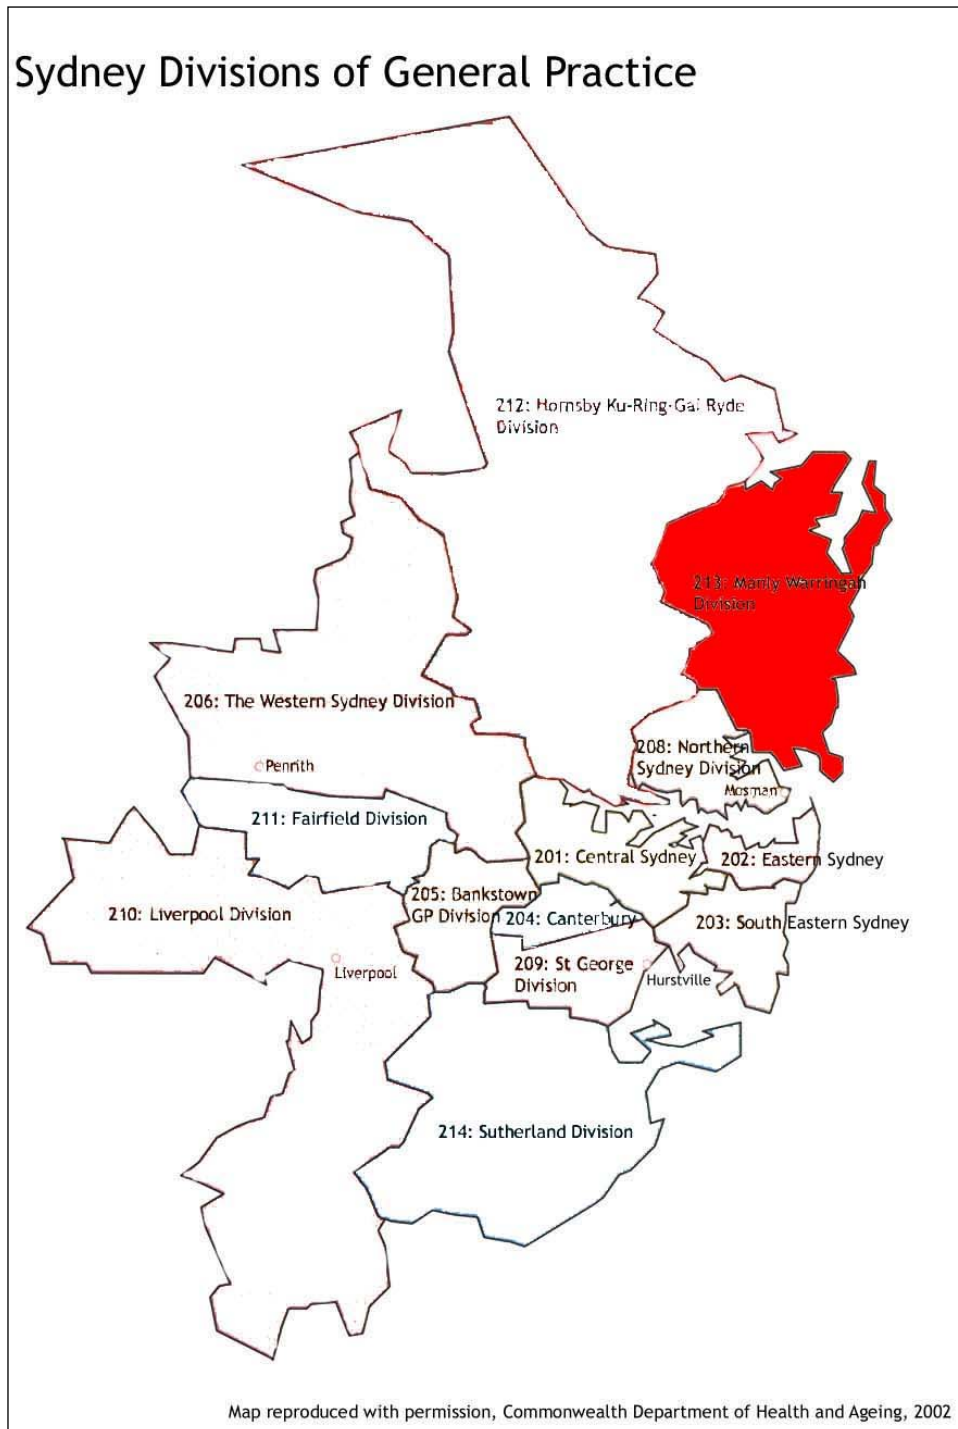 Sydney Divisions of General Practice
212: Hornsby Ku-Ring-Gai Ryde
Division
213: Manly Warringah
Division
206: The Western Sydney Division
208: Northern
Sydney Division
Penrith
Mosman
211: Fairfield Division
201: Central Sydney
202: Eastern Sydney
205: Bankstown
GP Division
210: Liverpool Division
204: Canterbury
203: South Eastern Sydney
209: St George
Division
Liverpool
Hurstville
214: Sutherland Division
Map reproduced with permission, Commonwealth Department of Health and Ageing, 2002